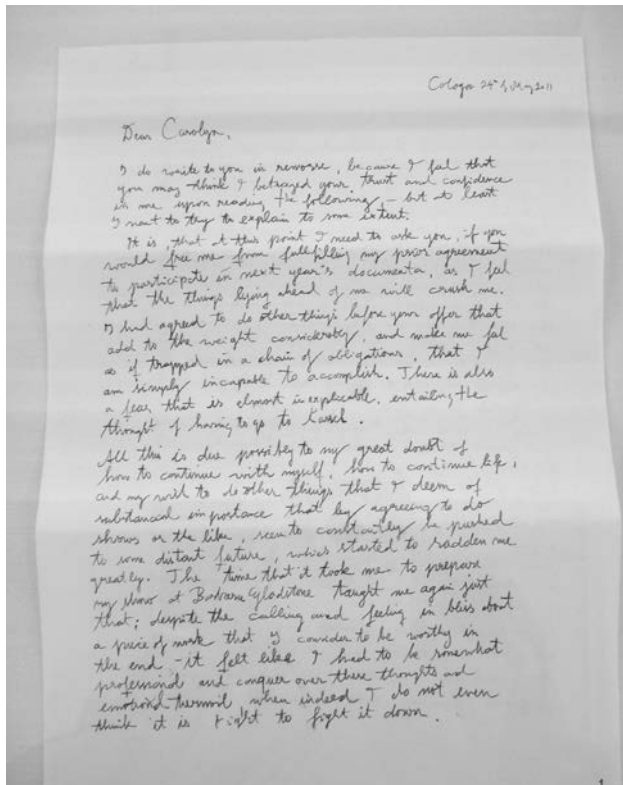 Cologne 24th of May 2011
Dear Carolyn,
I do write to you in remorse, because I feel that
you may think I betrayed your trust and confidence
in me upon reading the following – but at least
I want to try to explain to some extent.
It is, that at this point I need to ask you, if you
would free me from fullfilling my prior agreement
to participate in next year's documenta, as I feel
that the things lying ahead of me will crush me.
I had agreed to do other things before your offer that
add to the weight considerably, and make me feel
as if trapped in a chain of obligations, that I
am simply incapable to accomplish. There is also
a fear that is almost inexplicable, entailing the
thought of having to go to Kassel.
All this is due possibly to my great doubt of
how to continue with myself, how to continue life,
and my wish to do other things that I deem of
substancial importance that by agreeing to do
shows or the like, seem to constantly be pushed
to some distant future, which started to sadden me
greatly. The time that it took me to prepare
my show at Barbara Gladstone taught me again just
that; despite the calling and feeling in bliss about
a piece of work that I consider to be worthy in
the end – it felt like I had to be somewhat
professional and conquer over these thoughts and
emotional when indeed I do not even
think it is right to fight it down.
1